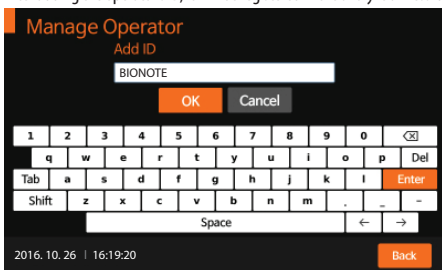 Manage Operator
Add ID
BIONOTE
OK Cancel
1 2 3 4 5 6 7 8 9 0
q w e r t y u i o p Del
Tab a s d f g h j k l Enter
Shift z x c v b n m . _ -
Space ← →
2016. 10. 26 | 16:19:20 Back